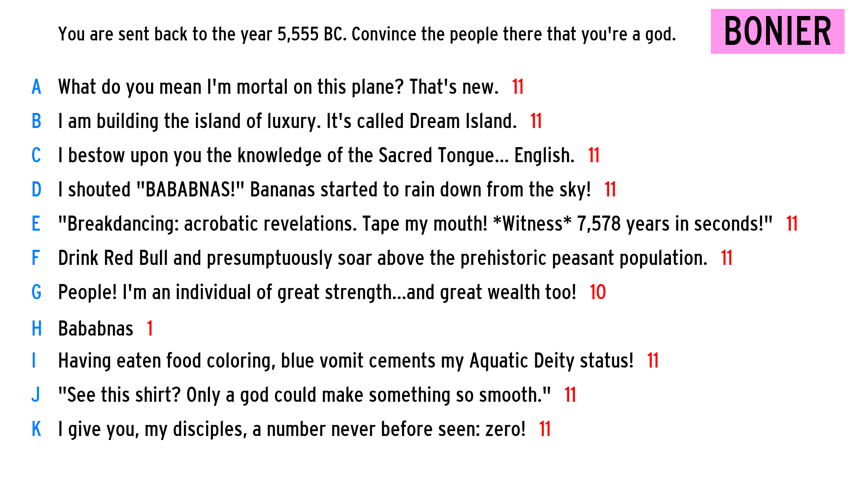 You are sent back to the year 5,555 BC. Convince the people there that you're a god.
BONIER
A What do you mean I'm mortal on this plane? That's new. 11
B I am building the island of luxury. It's called Dream Island. 11
C I bestow upon you the knowledge of the Sacred Tongue... English. 11
D I shouted "BABABNAS!" Bananas started to rain down from the sky! 11
E "Breakdancing: acrobatic revelations. Tape my mouth! *Witness* 7,578 years in seconds!" 11
F Drink Red Bull and presumptuously soar above the prehistoric peasant population. 11
G People! I'm an individual of great strength...and great wealth too! 10
H Bababnas 1
I Having eaten food coloring, blue vomit cements my Aquatic Deity status! 11
J "See this shirt? Only a god could make something so smooth." 11
K I give you, my disciples, a number never before seen: zero! 11